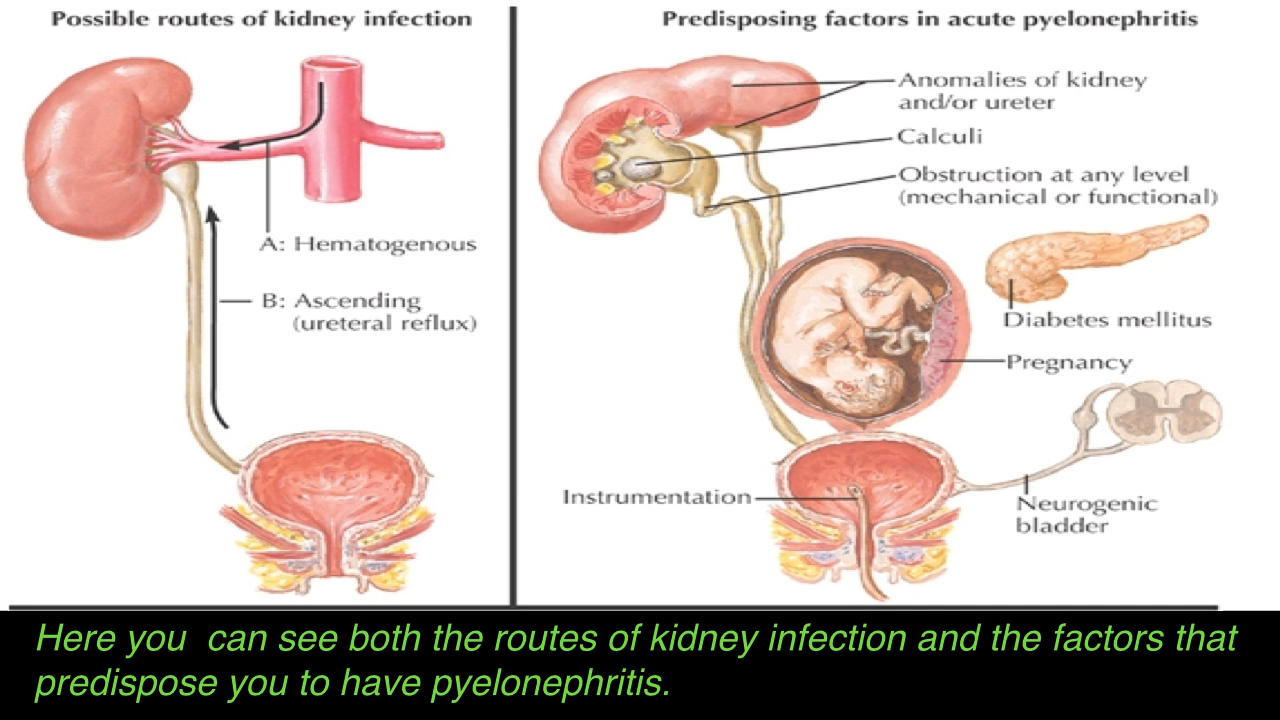 Possible routes of kidney infection
A: Hematogenous
B: Ascending
(ureteral reflux)
Predisposing factors in acute pyelonephritis
Anomalies of kidney
and/or ureter
Calculi
Obstruction at any level
(mechanical or functional)
Diabetes mellitus
Pregnancy
Instrumentation
Neurogenic
bladder
Here you can see both the routes of kidney infection and the factors that
predispose you to have pyelonephritis.